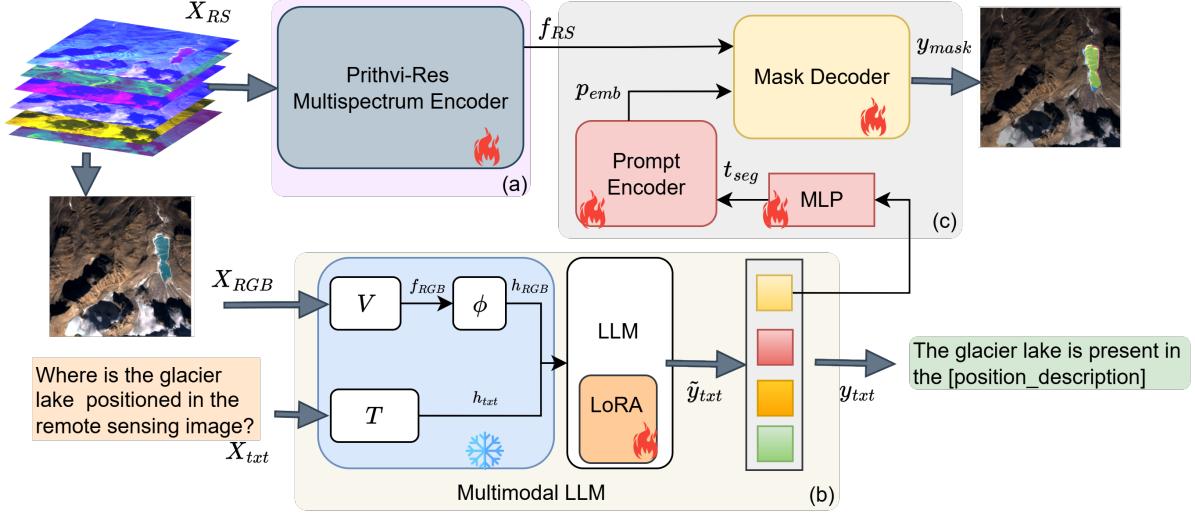 X_RS
Prithvi-Res
Multispectrum Encoder
(a)
f_RS
p_emb
Mask Decoder
y_mask
Prompt
Encoder
t_seg
MLP
(c)
X_RGB
V
f_RGB
ϕ
h_RGB
LLM
LoRA
T
h_txt
ỹ_txt
y_txt
The glacier lake is present in
the [position_description]
Where is the glacier
lake positioned in the
remote sensing image?
X_txt
Multimodal LLM
(b)